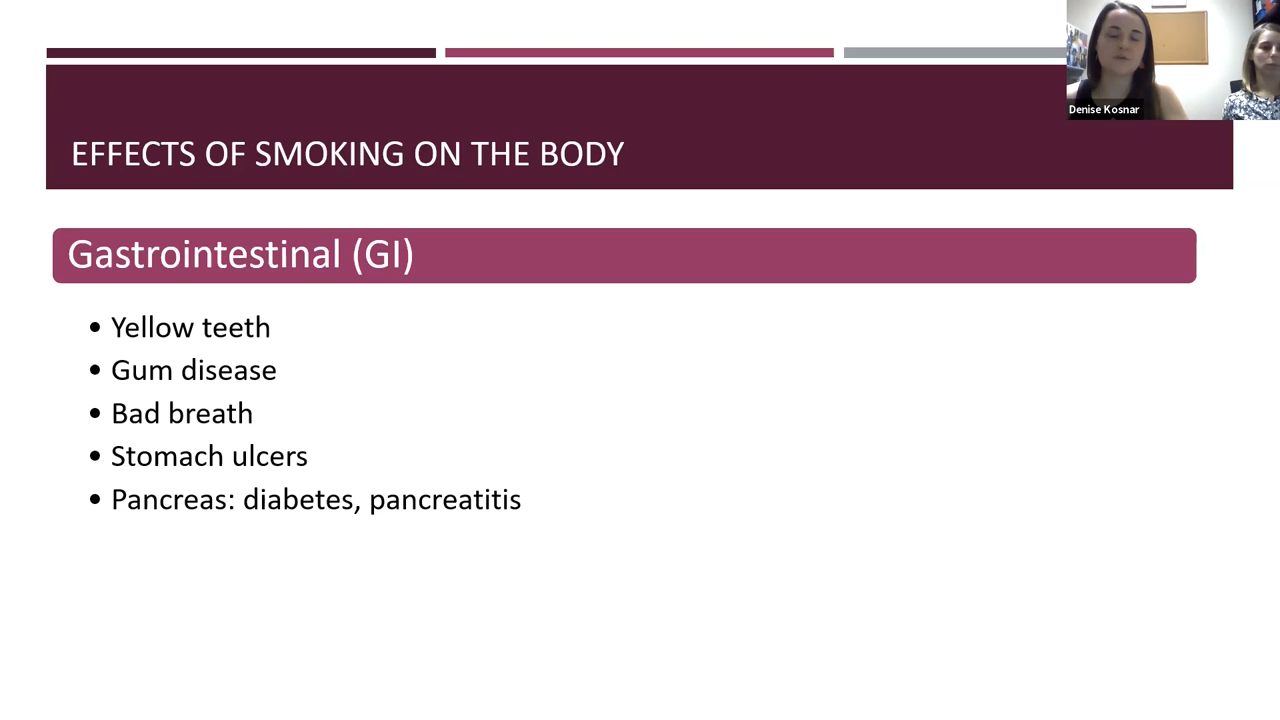 Denise Kosnar
EFFECTS OF SMOKING ON THE BODY
Gastrointestinal (GI)
• Yellow teeth
• Gum disease
• Bad breath
• Stomach ulcers
• Pancreas: diabetes, pancreatitis